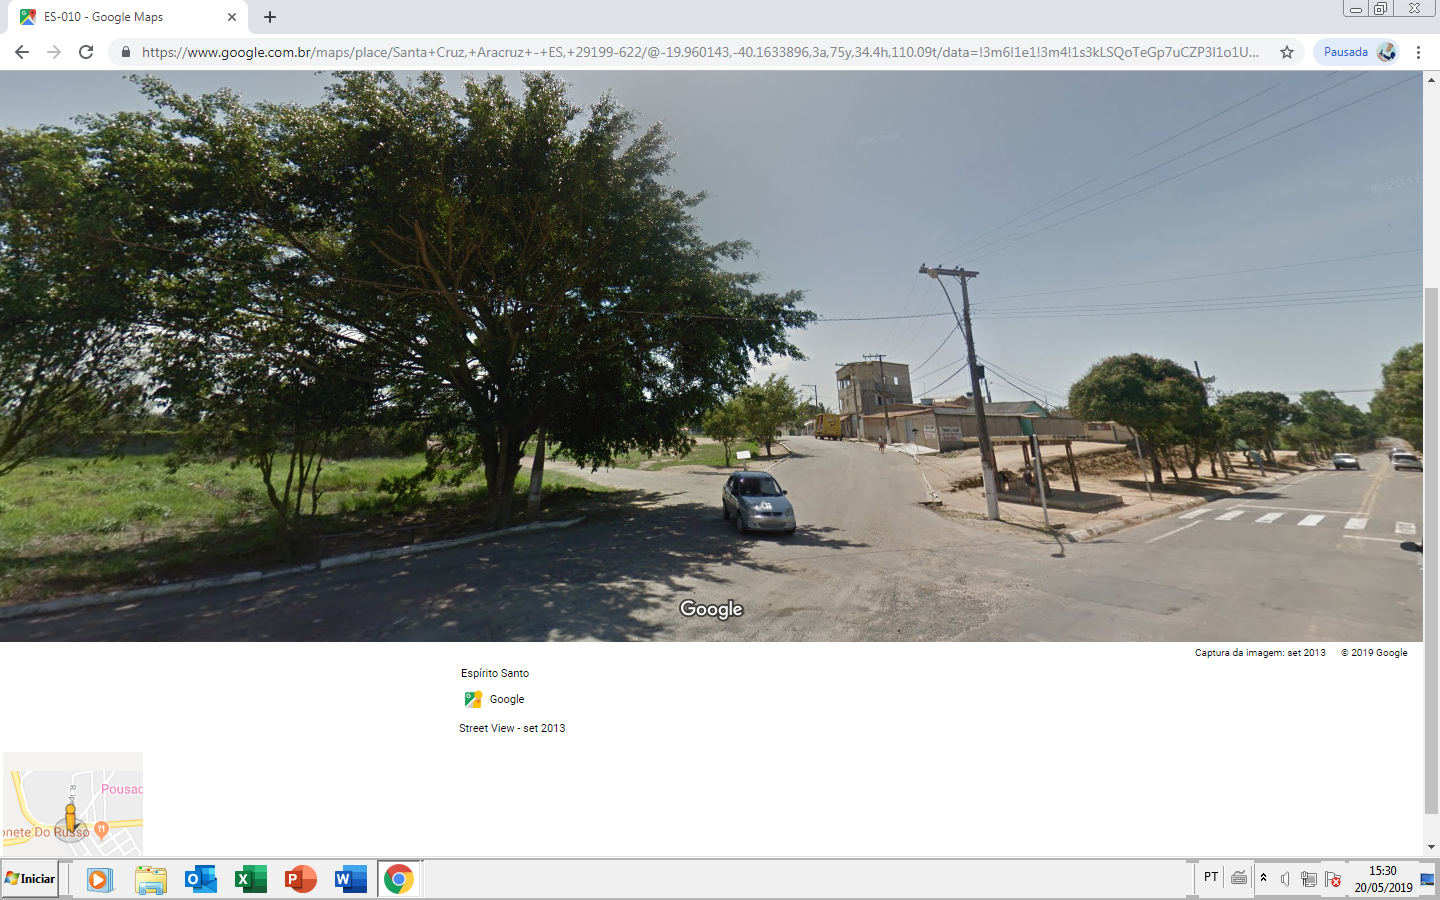 ES-010 - Google Maps
https://www.google.com.br/maps/place/Santa+Cruz,+Aracruz+-+ES,+29199-622/@-19.960143,-40.1633896,3a,75y,34.4h,110.09t/data=!3m6!1e1!3m4!1s3kLSQoTeGp7uCZP3I1o1U...
Pausada
Google
Captura da imagem: set 2013 © 2019 Google
Espírito Santo
Google
Street View - set 2013
Pousad
onete Do Russo
Iniciar
PT
15:30
20/05/2019